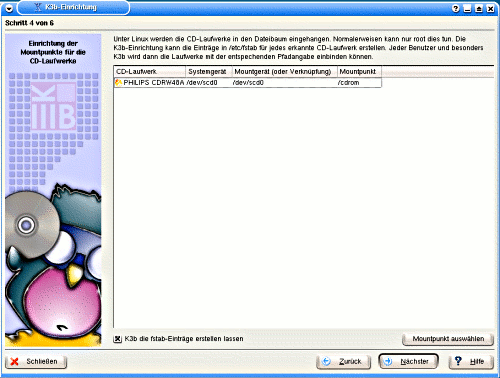 K3b-Einrichtung
Schritt 4 von 6
Einrichtung der
Mountpunkte für die
CD-Laufwerke
K
B
Unter Linux werden die CD-Laufwerke in den Dateibaum eingehangen. Normalerweisen kann nur root dies tun. Die
K3b-Einrichtung kann die Einträge in /etc/fstab für jedes erkannte CD-Laufwerk erstellen. Jeder Benutzer und besonders
K3b wird dann die Laufwerke mit der entspechenden Pfadangabe einbinden können.
CD-Laufwerk Systemgerät Mountgerät (oder Verknüpfung) Mountpunkt
PHILIPS CDRW48A /dev/scd0 /dev/scd0 /cdrom
K3b die fstab-Einträge erstellen lassen
Mountpunkt auswählen
Schließen Zurück Nächster Hilfe